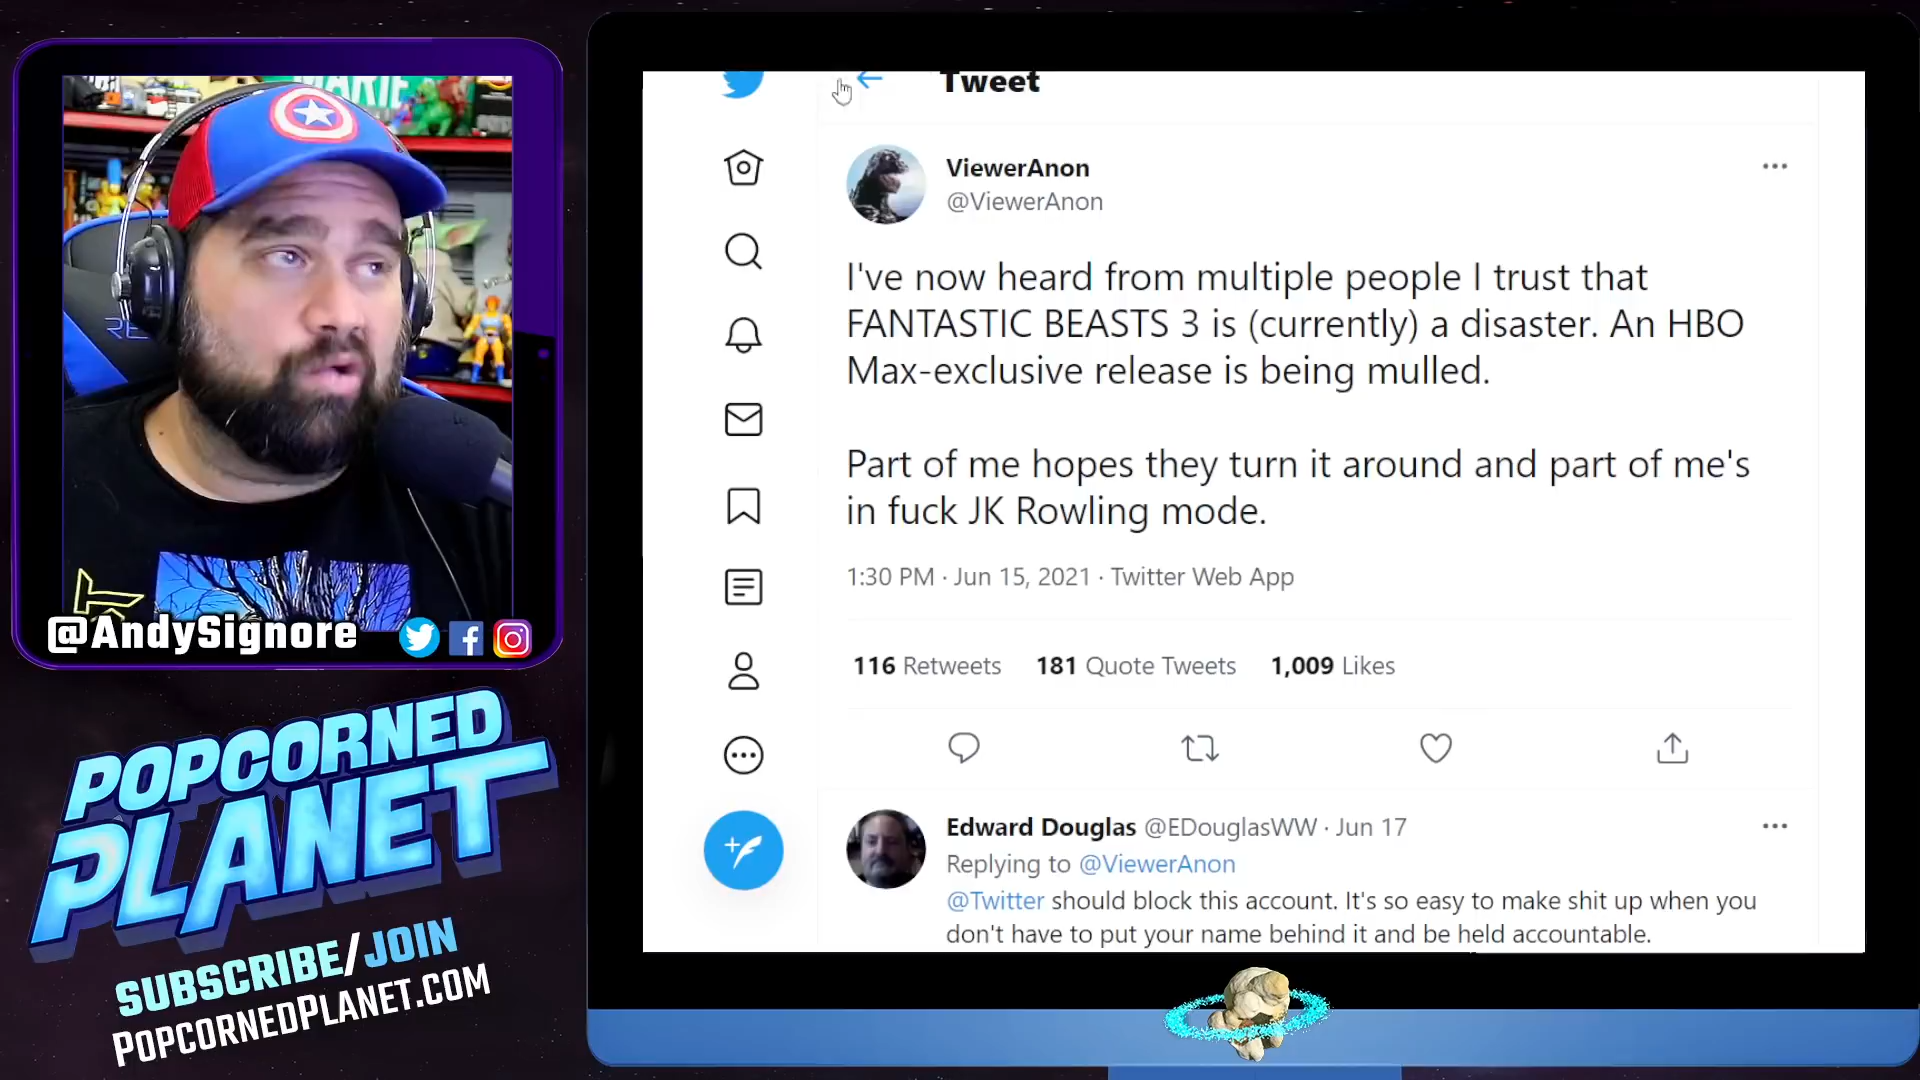 MARIE
RE
@AndySignore
POPCORNED
PLANET
SUBSCRIBE/JOIN
POPCORNEDPLANET.COM
Tweet
ViewerAnon
@ViewerAnon
I've now heard from multiple people I trust that
FANTASTIC BEASTS 3 is (currently) a disaster. An HBO
Max-exclusive release is being mulled.
Part of me hopes they turn it around and part of me's
in fuck JK Rowling mode.
1:30 PM · Jun 15, 2021 · Twitter Web App
116 Retweets 181 Quote Tweets 1,009 Likes
Edward Douglas @EDouglasWW · Jun 17
Replying to @ViewerAnon
@Twitter should block this account. It's so easy to make shit up when you
don't have to put your name behind it and be held accountable.